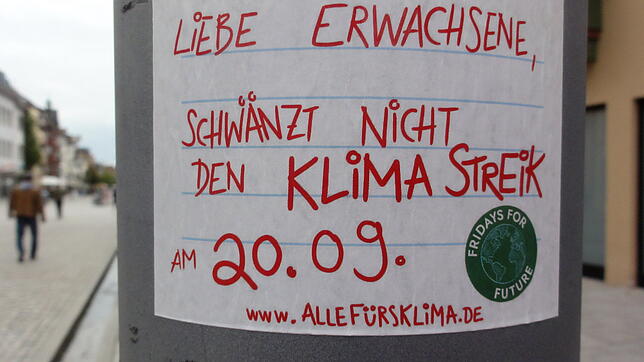 LIEBE ERWACHSENE,
SCHWÄNZT NICHT
DEN KLIMA STREIK
AM 20.09.
FRIDAYS FOR
FUTURE
WWW.ALLEFÜRSKLIMA.DE